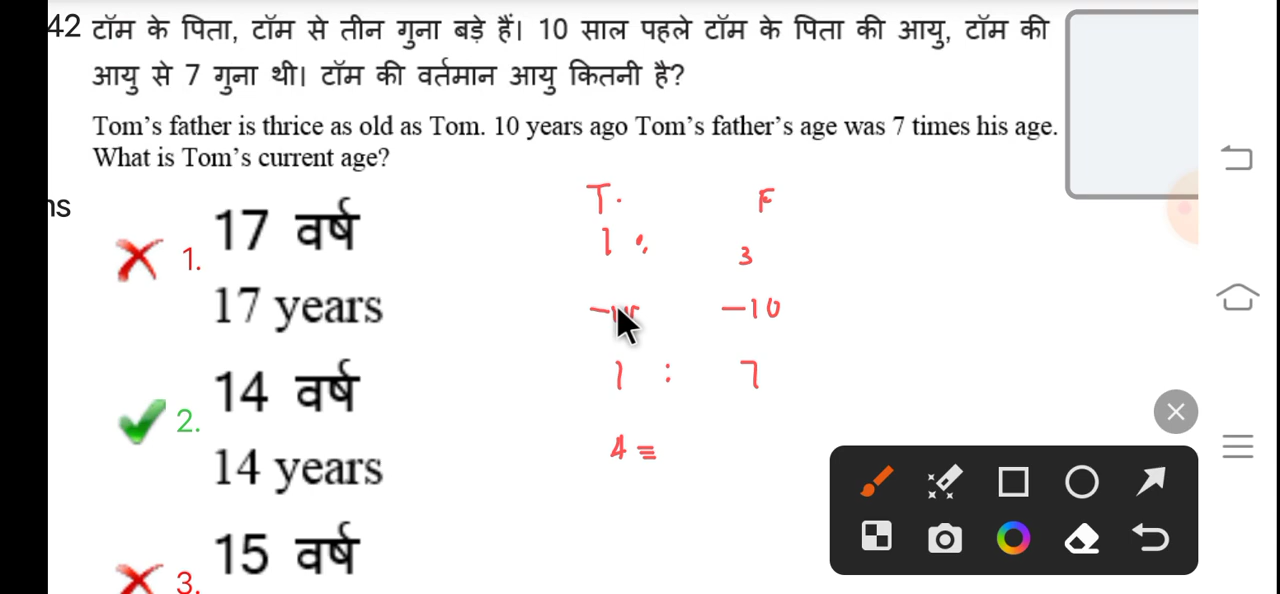 42 टॉम के पिता, टॉम से तीन गुना बड़े हैं। 10 साल पहले टॉम के पिता की आयु, टॉम की
आयु से 7 गुना थी। टॉम की वर्तमान आयु कितनी है?
Tom's father is thrice as old as Tom. 10 years ago Tom's father's age was 7 times his age.
What is Tom's current age?
ns
1. 17 वर्ष
17 years
2. 14 वर्ष
14 years
3. 15 वर्ष
T. F
1 : 3
-10
1 : 7
4 =